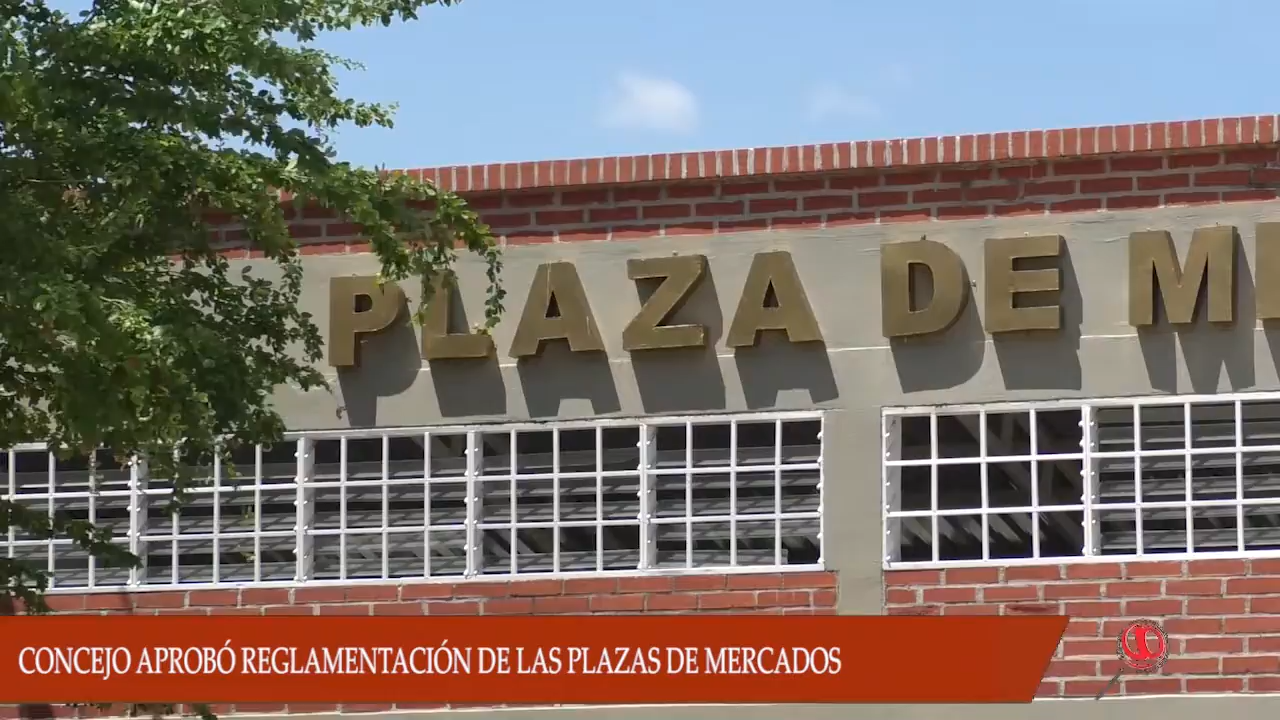 PLAZA DE M
CONCEJO APROBÓ REGLAMENTACIÓN DE LAS PLAZAS DE MERCADOS